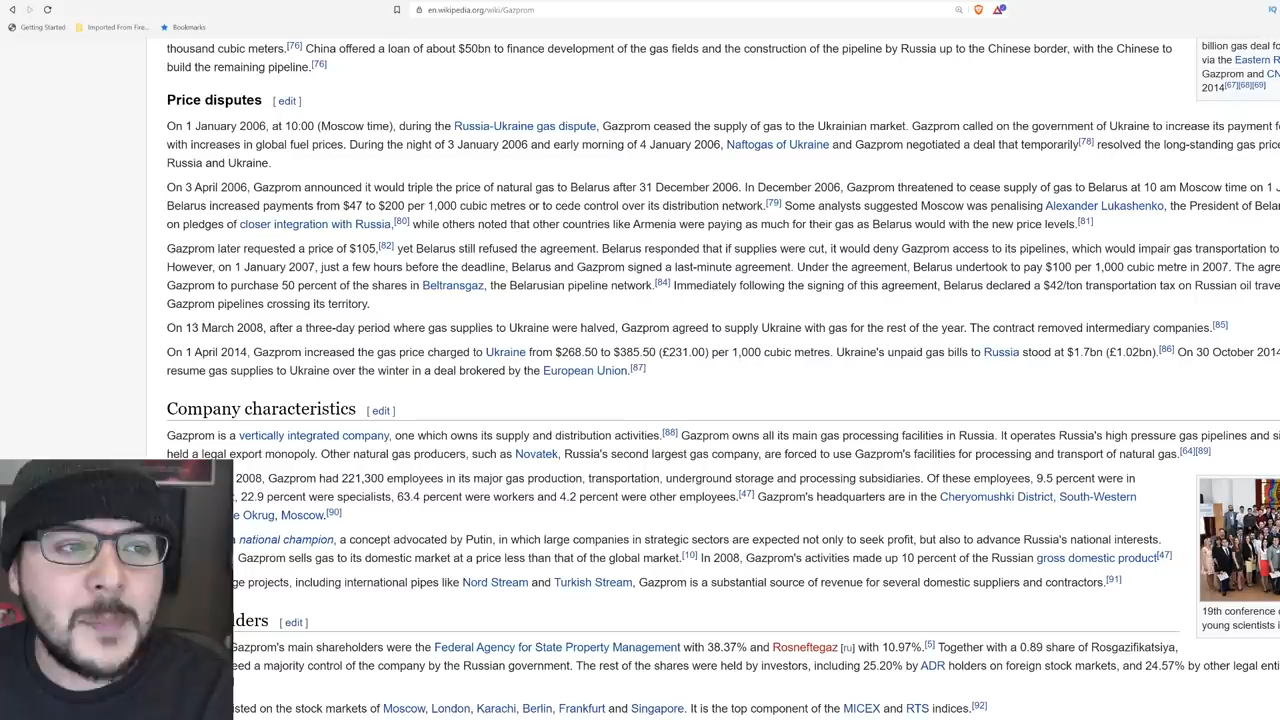 en.wikipedia.org/wiki/Gazprom
Getting Started Imported From Fire... Bookmarks
thousand cubic meters.[76] China offered a loan of about $50bn to finance development of the gas fields and the construction of the pipeline by Russia up to the Chinese border, with the Chinese to
build the remaining pipeline.[76]
billion gas deal fo
via the Eastern R
Gazprom and CN
2014[67][68][69]
Price disputes [ edit ]
On 1 January 2006, at 10:00 (Moscow time), during the Russia-Ukraine gas dispute, Gazprom ceased the supply of gas to the Ukrainian market. Gazprom called on the government of Ukraine to increase its payment f
with increases in global fuel prices. During the night of 3 January 2006 and early morning of 4 January 2006, Naftogas of Ukraine and Gazprom negotiated a deal that temporarily[78] resolved the long-standing gas pric
Russia and Ukraine.
On 3 April 2006, Gazprom announced it would triple the price of natural gas to Belarus after 31 December 2006. In December 2006, Gazprom threatened to cease supply of gas to Belarus at 10 am Moscow time on 1 J
Belarus increased payments from $47 to $200 per 1,000 cubic metres or to cede control over its distribution network.[79] Some analysts suggested Moscow was penalising Alexander Lukashenko, the President of Bela
on pledges of closer integration with Russia,[80] while others noted that other countries like Armenia were paying as much for their gas as Belarus would with the new price levels.[81]
Gazprom later requested a price of $105,[82] yet Belarus still refused the agreement. Belarus responded that if supplies were cut, it would deny Gazprom access to its pipelines, which would impair gas transportation to
However, on 1 January 2007, just a few hours before the deadline, Belarus and Gazprom signed a last-minute agreement. Under the agreement, Belarus undertook to pay $100 per 1,000 cubic metre in 2007. The agre
Gazprom to purchase 50 percent of the shares in Beltransgaz, the Belarusian pipeline network.[84] Immediately following the signing of this agreement, Belarus declared a $42/ton transportation tax on Russian oil trave
Gazprom pipelines crossing its territory.
On 13 March 2008, after a three-day period where gas supplies to Ukraine were halved, Gazprom agreed to supply Ukraine with gas for the rest of the year. The contract removed intermediary companies.[85]
On 1 April 2014, Gazprom increased the gas price charged to Ukraine from $268.50 to $385.50 (£231.00) per 1,000 cubic metres. Ukraine's unpaid gas bills to Russia stood at $1.7bn (£1.02bn).[86] On 30 October 2014
resume gas supplies to Ukraine over the winter in a deal brokered by the European Union.[87]
Company characteristics [ edit ]
Gazprom is a vertically integrated company, one which owns its supply and distribution activities.[88] Gazprom owns all its main gas processing facilities in Russia. It operates Russia's high pressure gas pipelines and si
held a legal export monopoly. Other natural gas producers, such as Novatek, Russia's second largest gas company, are forced to use Gazprom's facilities for processing and transport of natural gas.[64][89]
2008, Gazprom had 221,300 employees in its major gas production, transportation, underground storage and processing subsidiaries. Of these employees, 9.5 percent were in
22.9 percent were specialists, 63.4 percent were workers and 4.2 percent were other employees.[47] Gazprom's headquarters are in the Cheryomushki District, South-Western
e Okrug, Moscow.[90]
a national champion, a concept advocated by Putin, in which large companies in strategic sectors are expected not only to seek profit, but also to advance Russia's national interests.
Gazprom sells gas to its domestic market at a price less than that of the global market.[10] In 2008, Gazprom's activities made up 10 percent of the Russian gross domestic product[47]
ge projects, including international pipes like Nord Stream and Turkish Stream, Gazprom is a substantial source of revenue for several domestic suppliers and contractors.[91]
19th conference o
young scientists i
lders [ edit ]
Gazprom's main shareholders were the Federal Agency for State Property Management with 38.37% and Rosneftegaz [ru] with 10.97%.[5] Together with a 0.89 share of Rosgazifikatsiya,
eed a majority control of the company by the Russian government. The rest of the shares were held by investors, including 25.20% by ADR holders on foreign stock markets, and 24.57% by other legal enti
isted on the stock markets of Moscow, London, Karachi, Berlin, Frankfurt and Singapore. It is the top component of the MICEX and RTS indices.[92]